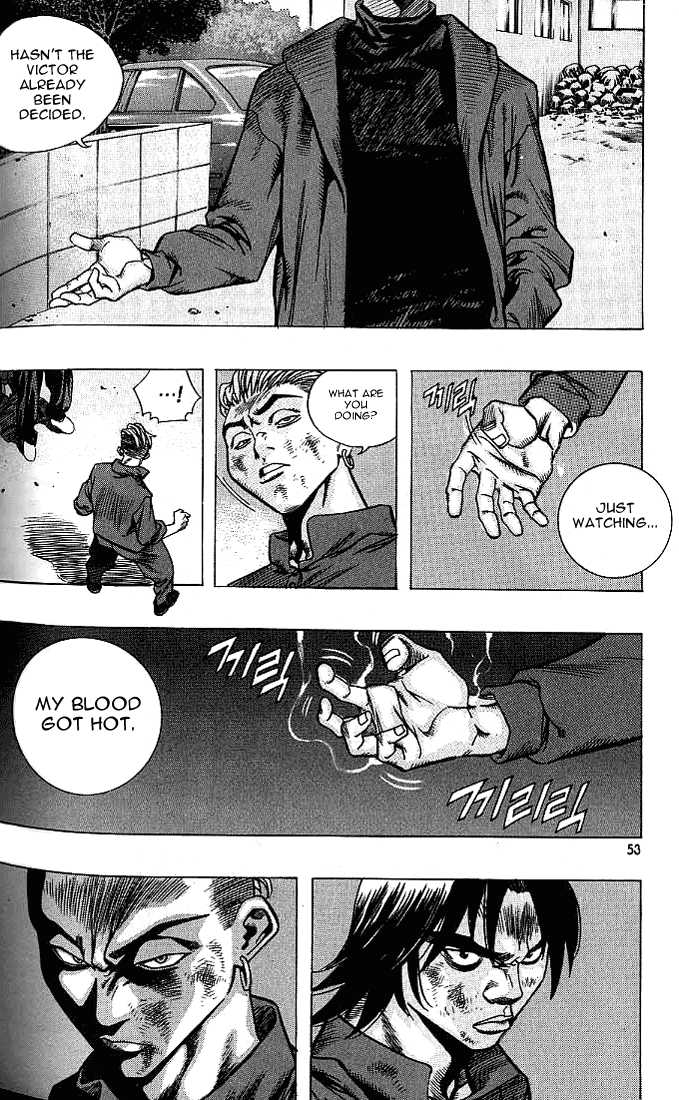 HASN'T THE
VICTOR
ALREADY
BEEN
DECIDED.
...!
WHAT ARE
YOU
DOING?
끼릭
JUST
WATCHING...
MY BLOOD
GOT HOT.
끼릭
끼리릭
53